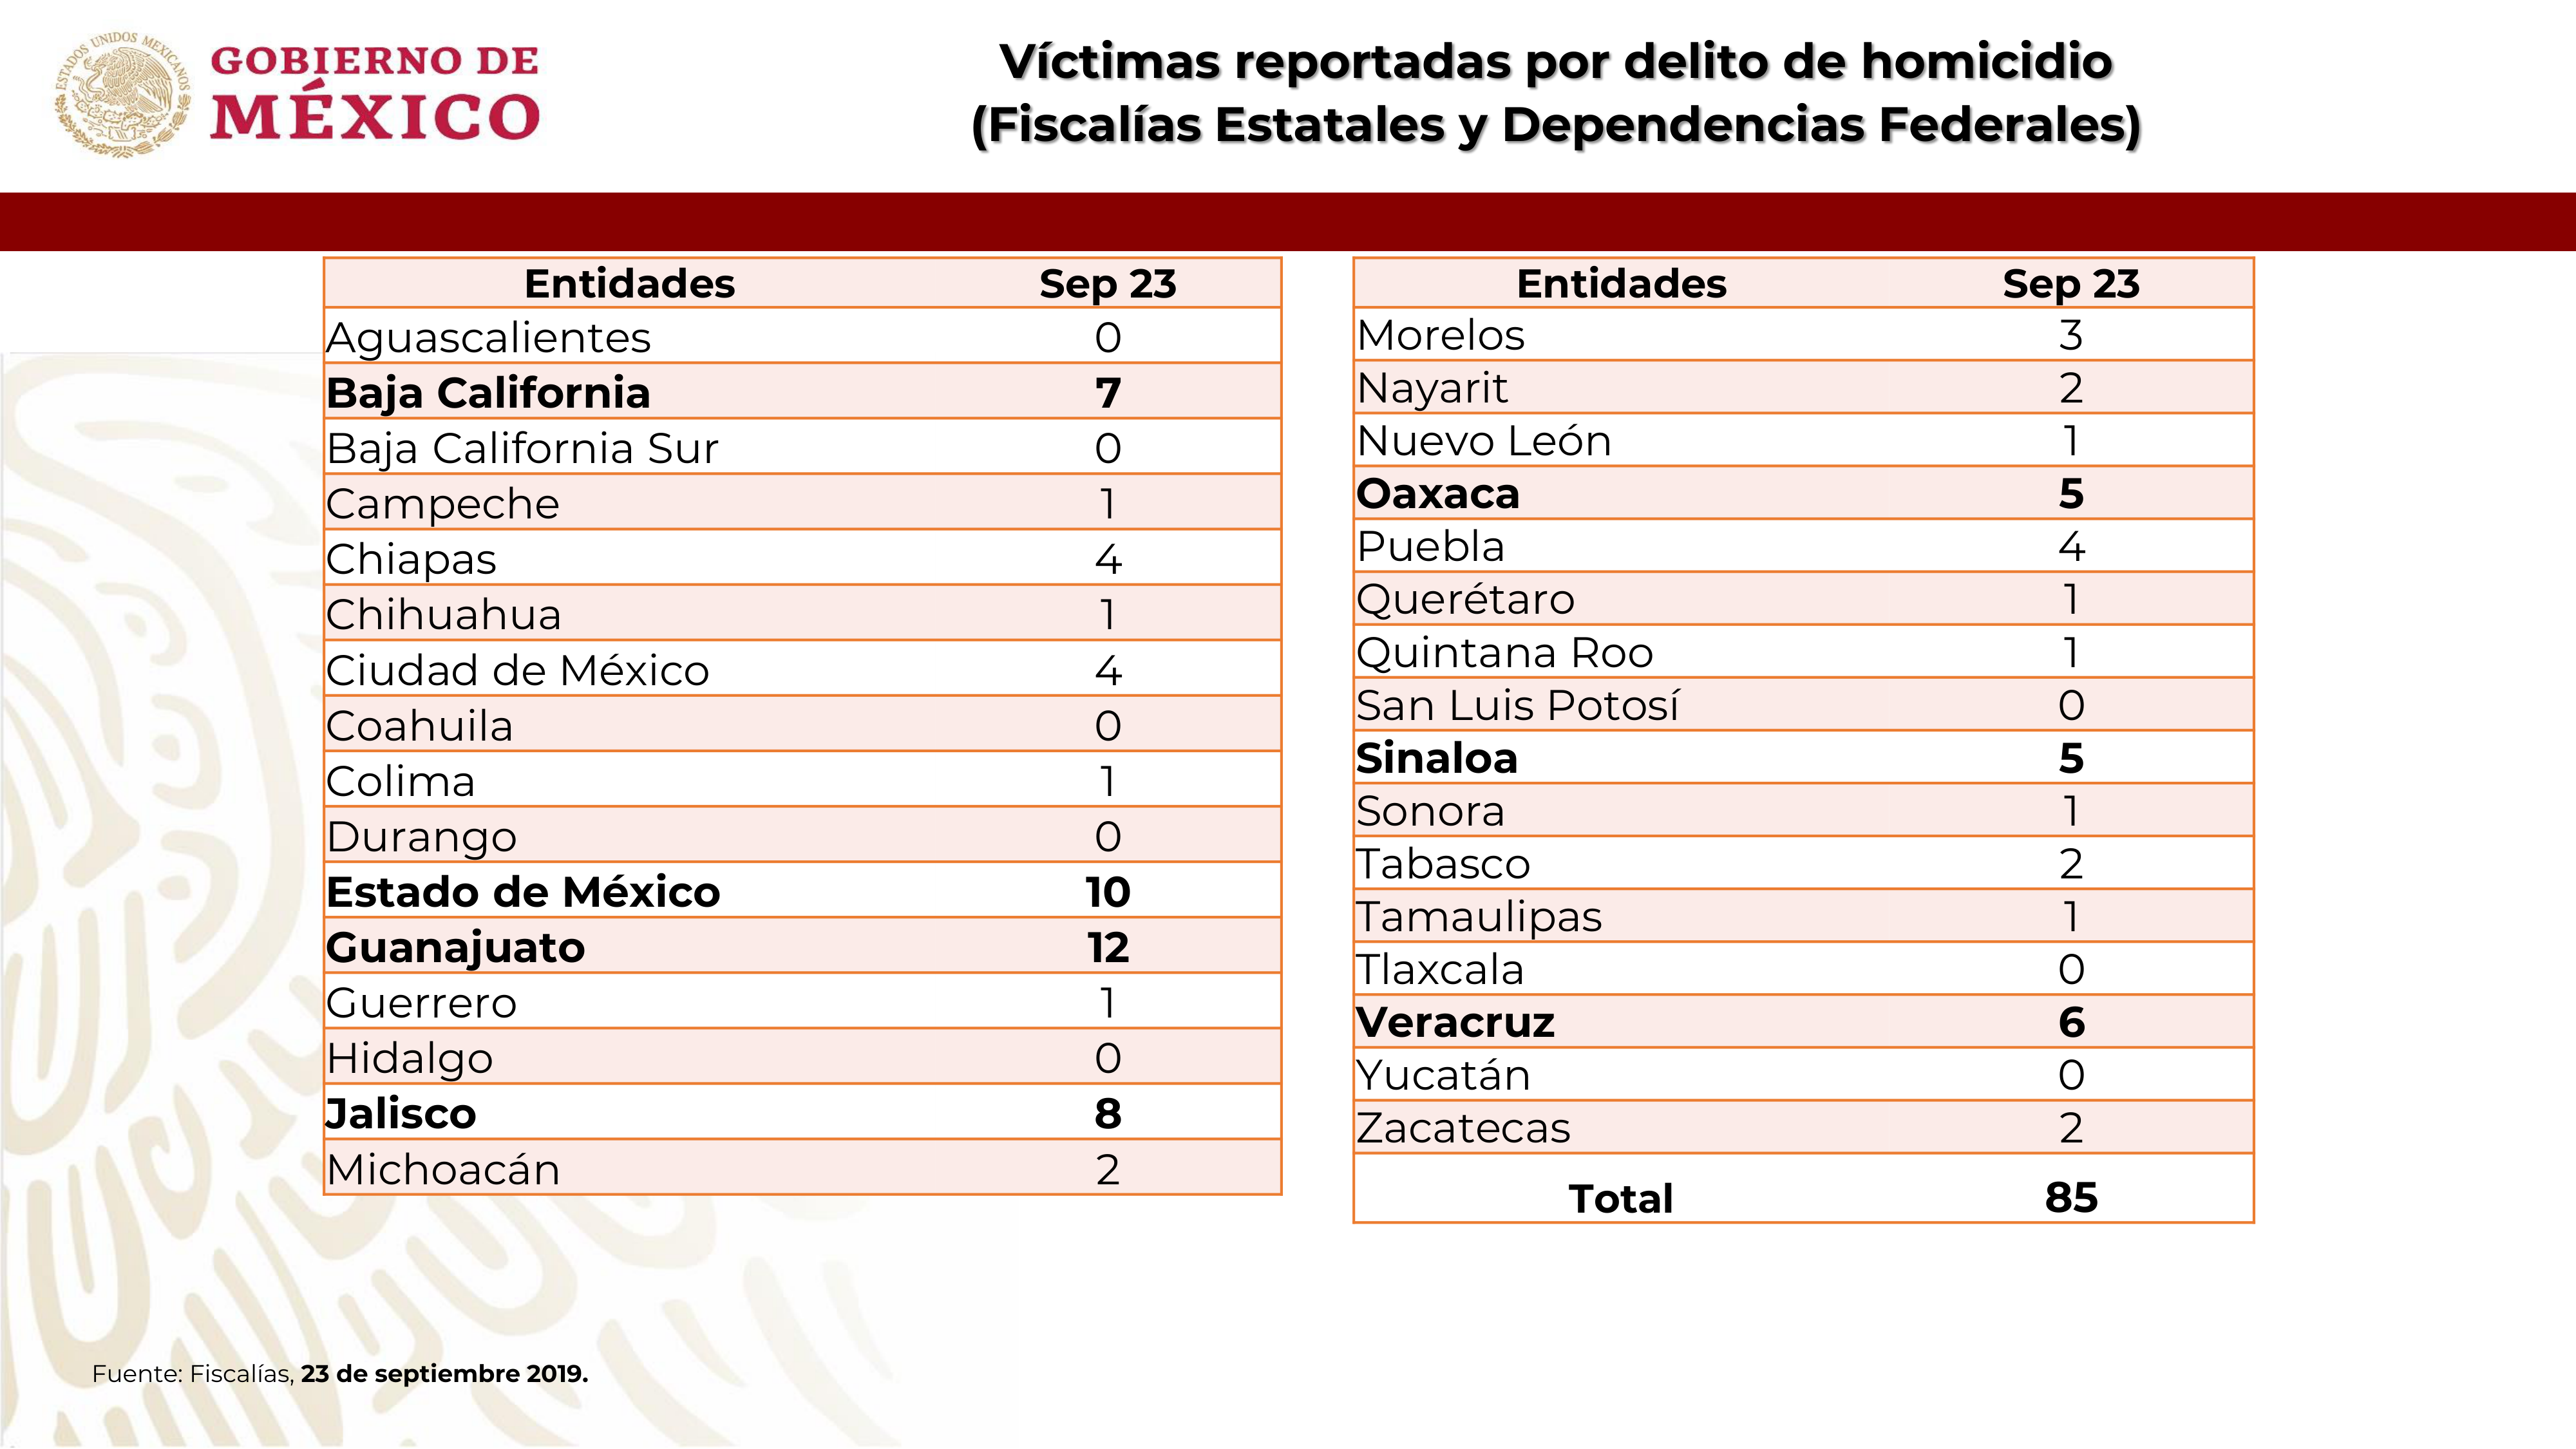 ESTADOS UNIDOS MEXICANOS
GOBIERNO DE
MÉXICO
Víctimas reportadas por delito de homicidio
(Fiscalías Estatales y Dependencias Federales)
Entidades Sep 23
Aguascalientes 0
Baja California 7
Baja California Sur 0
Campeche 1
Chiapas 4
Chihuahua 1
Ciudad de México 4
Coahuila 0
Colima 1
Durango 0
Estado de México 10
Guanajuato 12
Guerrero 1
Hidalgo 0
Jalisco 8
Michoacán 2
Entidades Sep 23
Morelos 3
Nayarit 2
Nuevo León 1
Oaxaca 5
Puebla 4
Querétaro 1
Quintana Roo 1
San Luis Potosí 0
Sinaloa 5
Sonora 1
Tabasco 2
Tamaulipas 1
Tlaxcala 0
Veracruz 6
Yucatán 0
Zacatecas 2
Total 85
Fuente: Fiscalías, 23 de septiembre 2019.